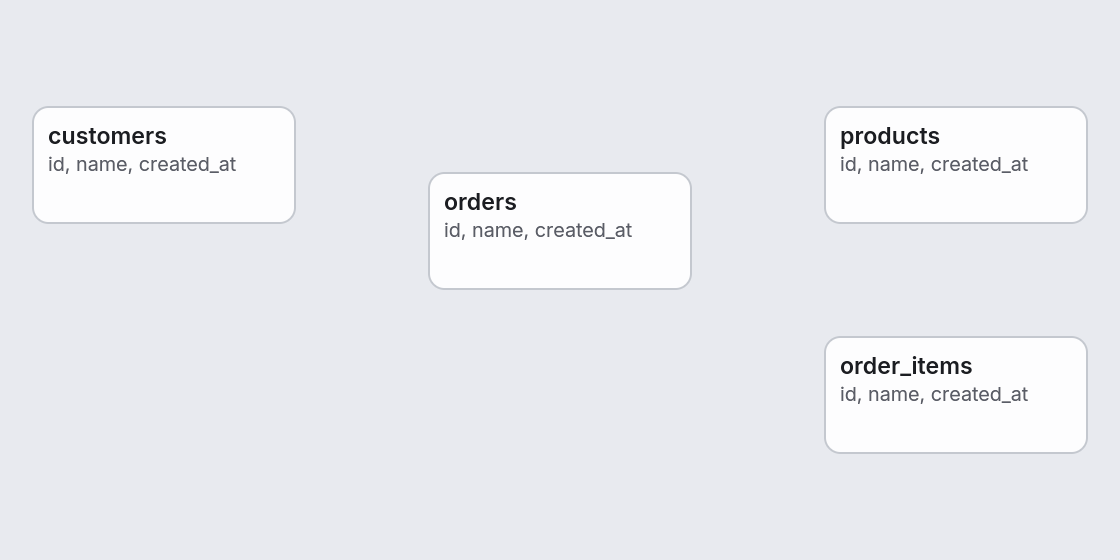 customers
id, name, created_at
orders
id, name, created_at
products
id, name, created_at
order_items
id, name, created_at